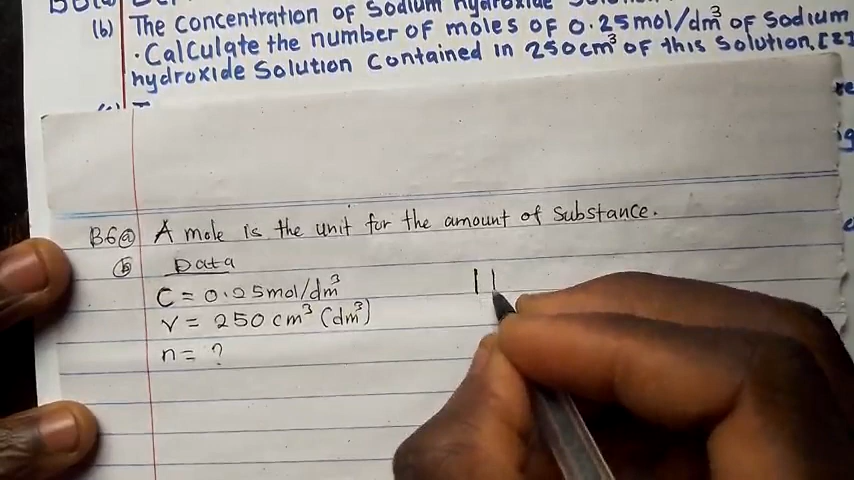 (b) The Concentration of Sodium hydroxide
. Calculate the number of moles of 0.25mol/dm³ of Sodium
hydroxide Solution Contained in 250cm³ of this Solution. [2]
B6(a) A mole is the unit for the amount of Substance.
(b) Data
C = 0.25mol/dm³
V = 250 cm³ (dm³)
n = ?